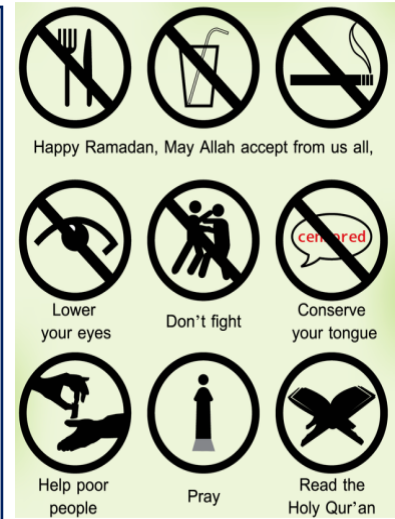 Happy Ramadan, May Allah accept from us all,
censored
Lower
your eyes
Don't fight
Conserve
your tongue
Help poor
people
Pray
Read the
Holy Qur'an